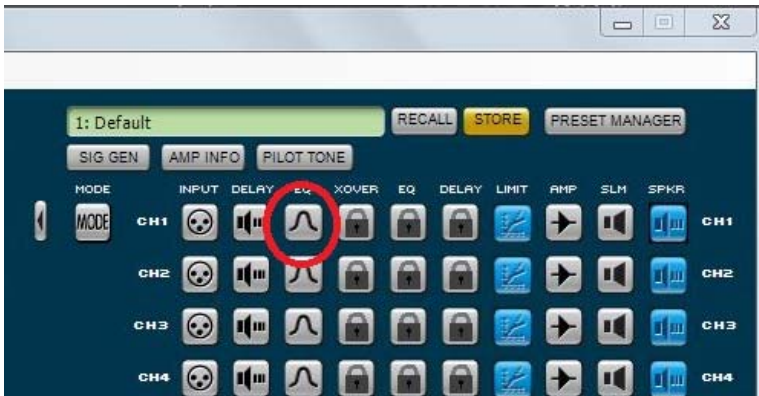 1: Default RECALL STORE PRESET MANAGER
SIG GEN AMP INFO PILOT TONE
MODE INPUT DELAY EQ XOVER EQ DELAY LIMIT AMP SLM SPKR
MODE CH1 CH1
CH2 CH2
CH3 CH3
CH4 CH4